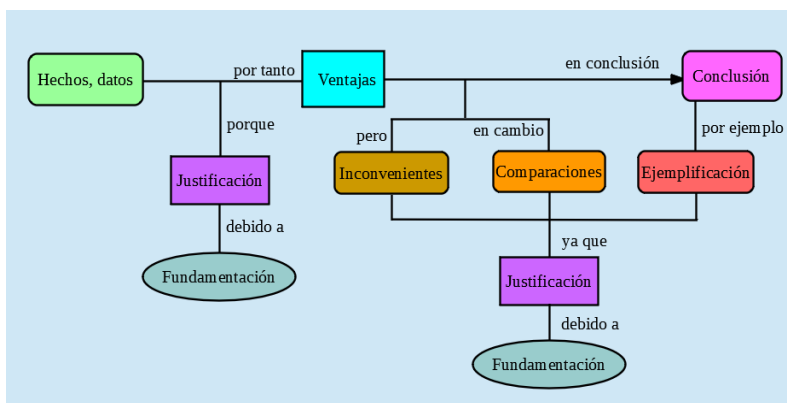 en conclusión
por tanto
Hechos, datos
Ventajas
Conclusión
porque
pero
en cambio
por ejemplo
Justificación
Inconvenientes
Comparaciones
Ejemplificación
debido a
ya que
Fundamentación
Justificación
debido a
Fundamentación